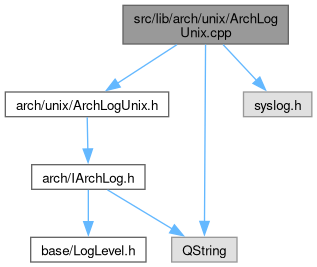 src/lib/arch/unix/ArchLog
Unix.cpp
arch/unix/ArchLogUnix.h
syslog.h
arch/IArchLog.h
base/LogLevel.h
QString